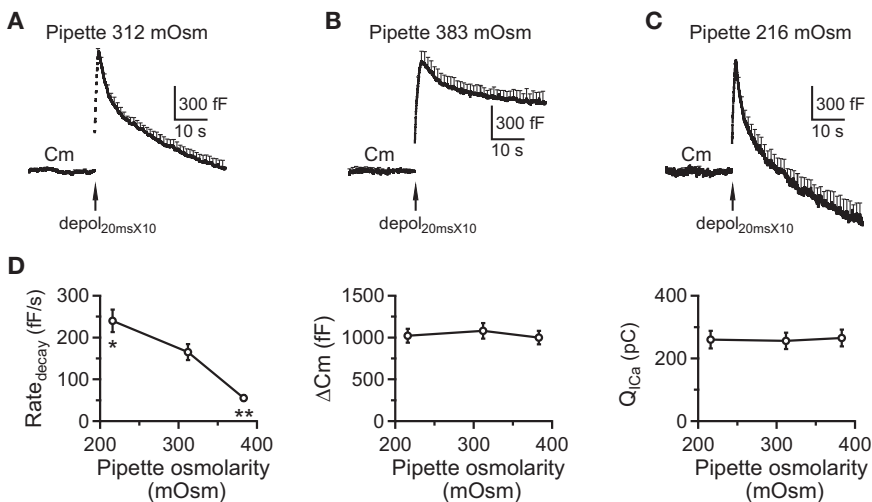 A
Pipette 312 mOsm
300 fF
10 s
Cm
depol20msX10
B
Pipette 383 mOsm
300 fF
10 s
Cm
depol20msX10
C
Pipette 216 mOsm
300 fF
10 s
Cm
depol20msX10
D
Ratedecay (fF/s)
300
200
100
0
*
**
200 300 400
Pipette osmolarity
(mOsm)
ΔCm (fF)
1500
1000
500
0
200 300 400
Pipette osmolarity
(mOsm)
QICa (pC)
400
200
0
200 300 400
Pipette osmolarity
(mOsm)